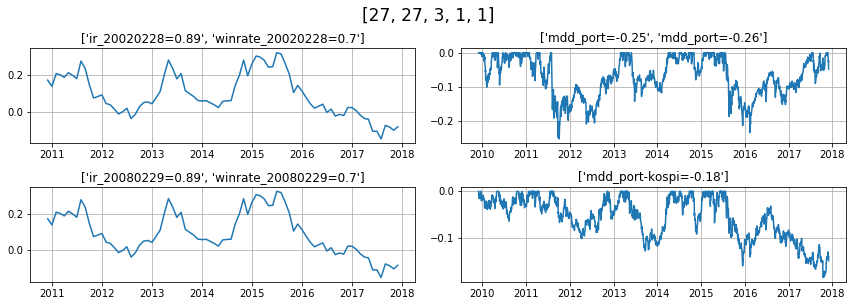 [27, 27, 3, 1, 1]
['ir_20020228=0.89', 'winrate_20020228=0.7']
0.2
0.0
2011 2012 2013 2014 2015 2016 2017 2018
['mdd_port=-0.25', 'mdd_port=-0.26']
0.0
−0.1
−0.2
2010 2011 2012 2013 2014 2015 2016 2017 2018
['ir_20080229=0.89', 'winrate_20080229=0.7']
0.2
0.0
2011 2012 2013 2014 2015 2016 2017 2018
['mdd_port-kospi=-0.18']
0.0
−0.1
2010 2011 2012 2013 2014 2015 2016 2017 2018